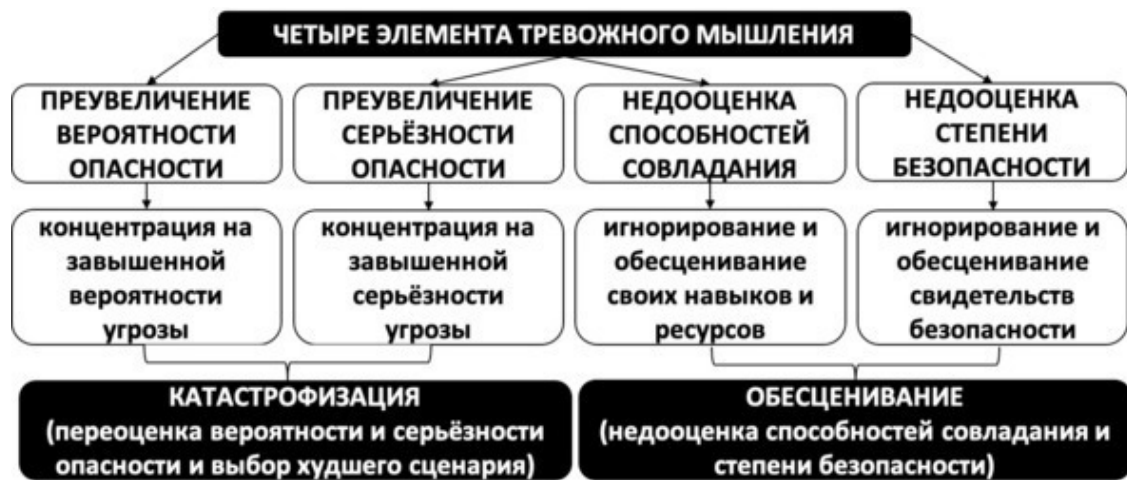 ЧЕТЫРЕ ЭЛЕМЕНТА ТРЕВОЖНОГО МЫШЛЕНИЯ
ПРЕУВЕЛИЧЕНИЕ
ВЕРОЯТНОСТИ
ОПАСНОСТИ
ПРЕУВЕЛИЧЕНИЕ
СЕРЬЁЗНОСТИ
ОПАСНОСТИ
НЕДООЦЕНКА
СПОСОБНОСТЕЙ
СОВЛАДАНИЯ
НЕДООЦЕНКА
СТЕПЕНИ
БЕЗОПАСНОСТИ
концентрация на
завышенной
вероятности
угрозы
концентрация на
завышенной
серьёзности
угрозы
игнорирование и
обесценивание
своих навыков и
ресурсов
игнорирование и
обесценивание
свидетельств
безопасности
КАТАСТРОФИЗАЦИЯ
(переоценка вероятности и серьёзности
опасности и выбор худшего сценария)
ОБЕСЦЕНИВАНИЕ
(недооценка способностей совладания и
степени безопасности)